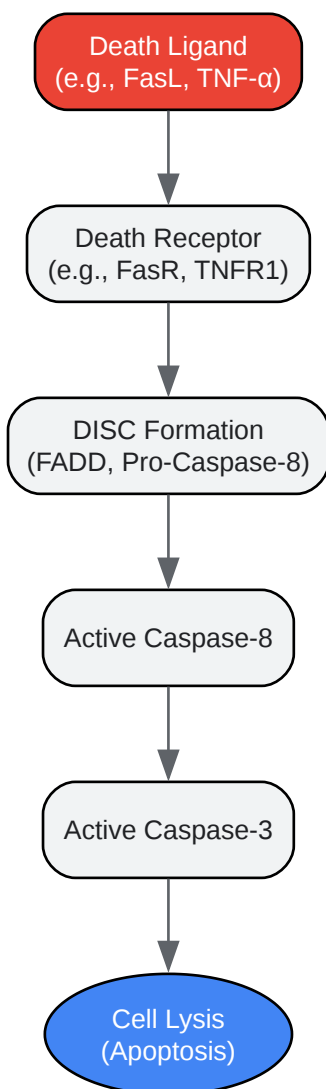 Death Ligand
(e.g., FasL, TNF-α)
Death Receptor
(e.g., FasR, TNFR1)
DISC Formation
(FADD, Pro-Caspase-8)
Active Caspase-8
Active Caspase-3
Cell Lysis
(Apoptosis)